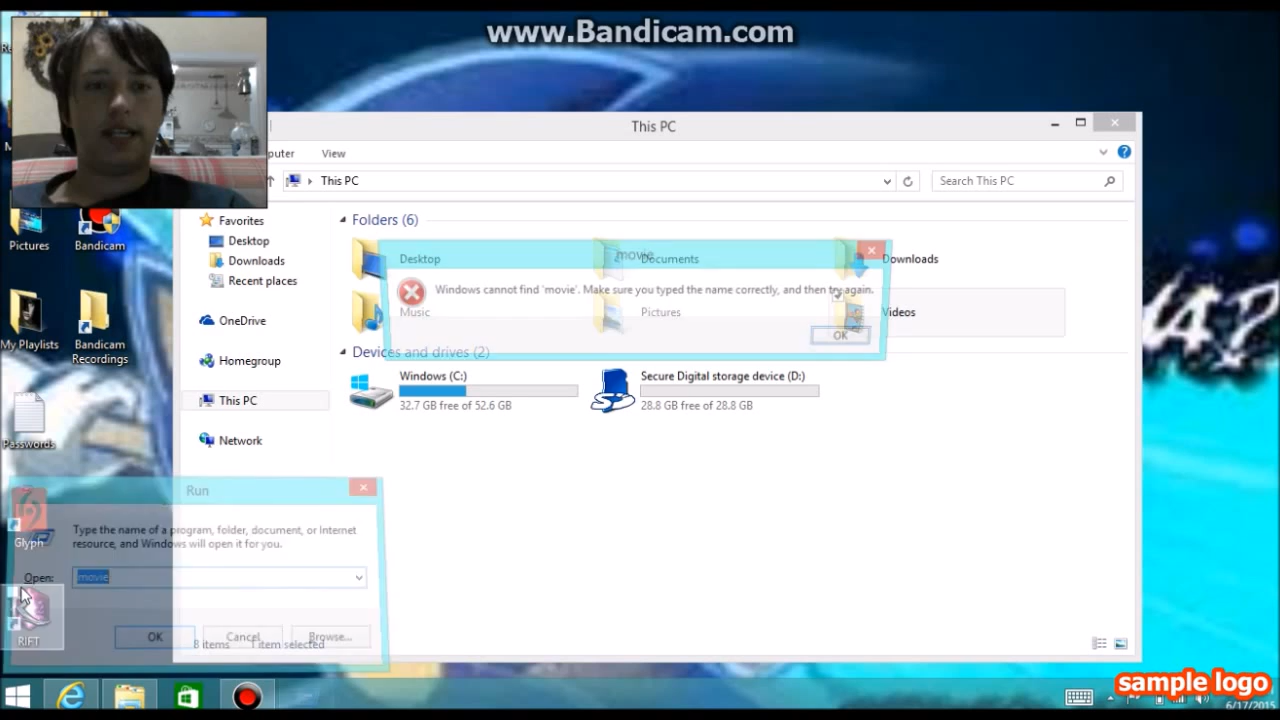 www.Bandicam.com
This PC
View
This PC
Search This PC
Favorites
Desktop
Downloads
Recent places
OneDrive
Homegroup
This PC
Network
Folders (6)
Desktop
Documents
Downloads
Music
Pictures
Videos
Devices and drives (2)
Windows (C:)
32.7 GB free of 52.6 GB
Secure Digital storage device (D:)
28.8 GB free of 28.8 GB
8 items
1 item selected
movie
Windows cannot find 'movie'. Make sure you typed the name correctly, and then try again.
OK
Pictures
Bandicam
My Playlists
Bandicam
Recordings
Passwords
Glyph
RIFT
Run
Type the name of a program, folder, document, or Internet
resource, and Windows will open it for you.
Open:
movie
OK
Cancel
Browse...
sample logo
6/17/2015